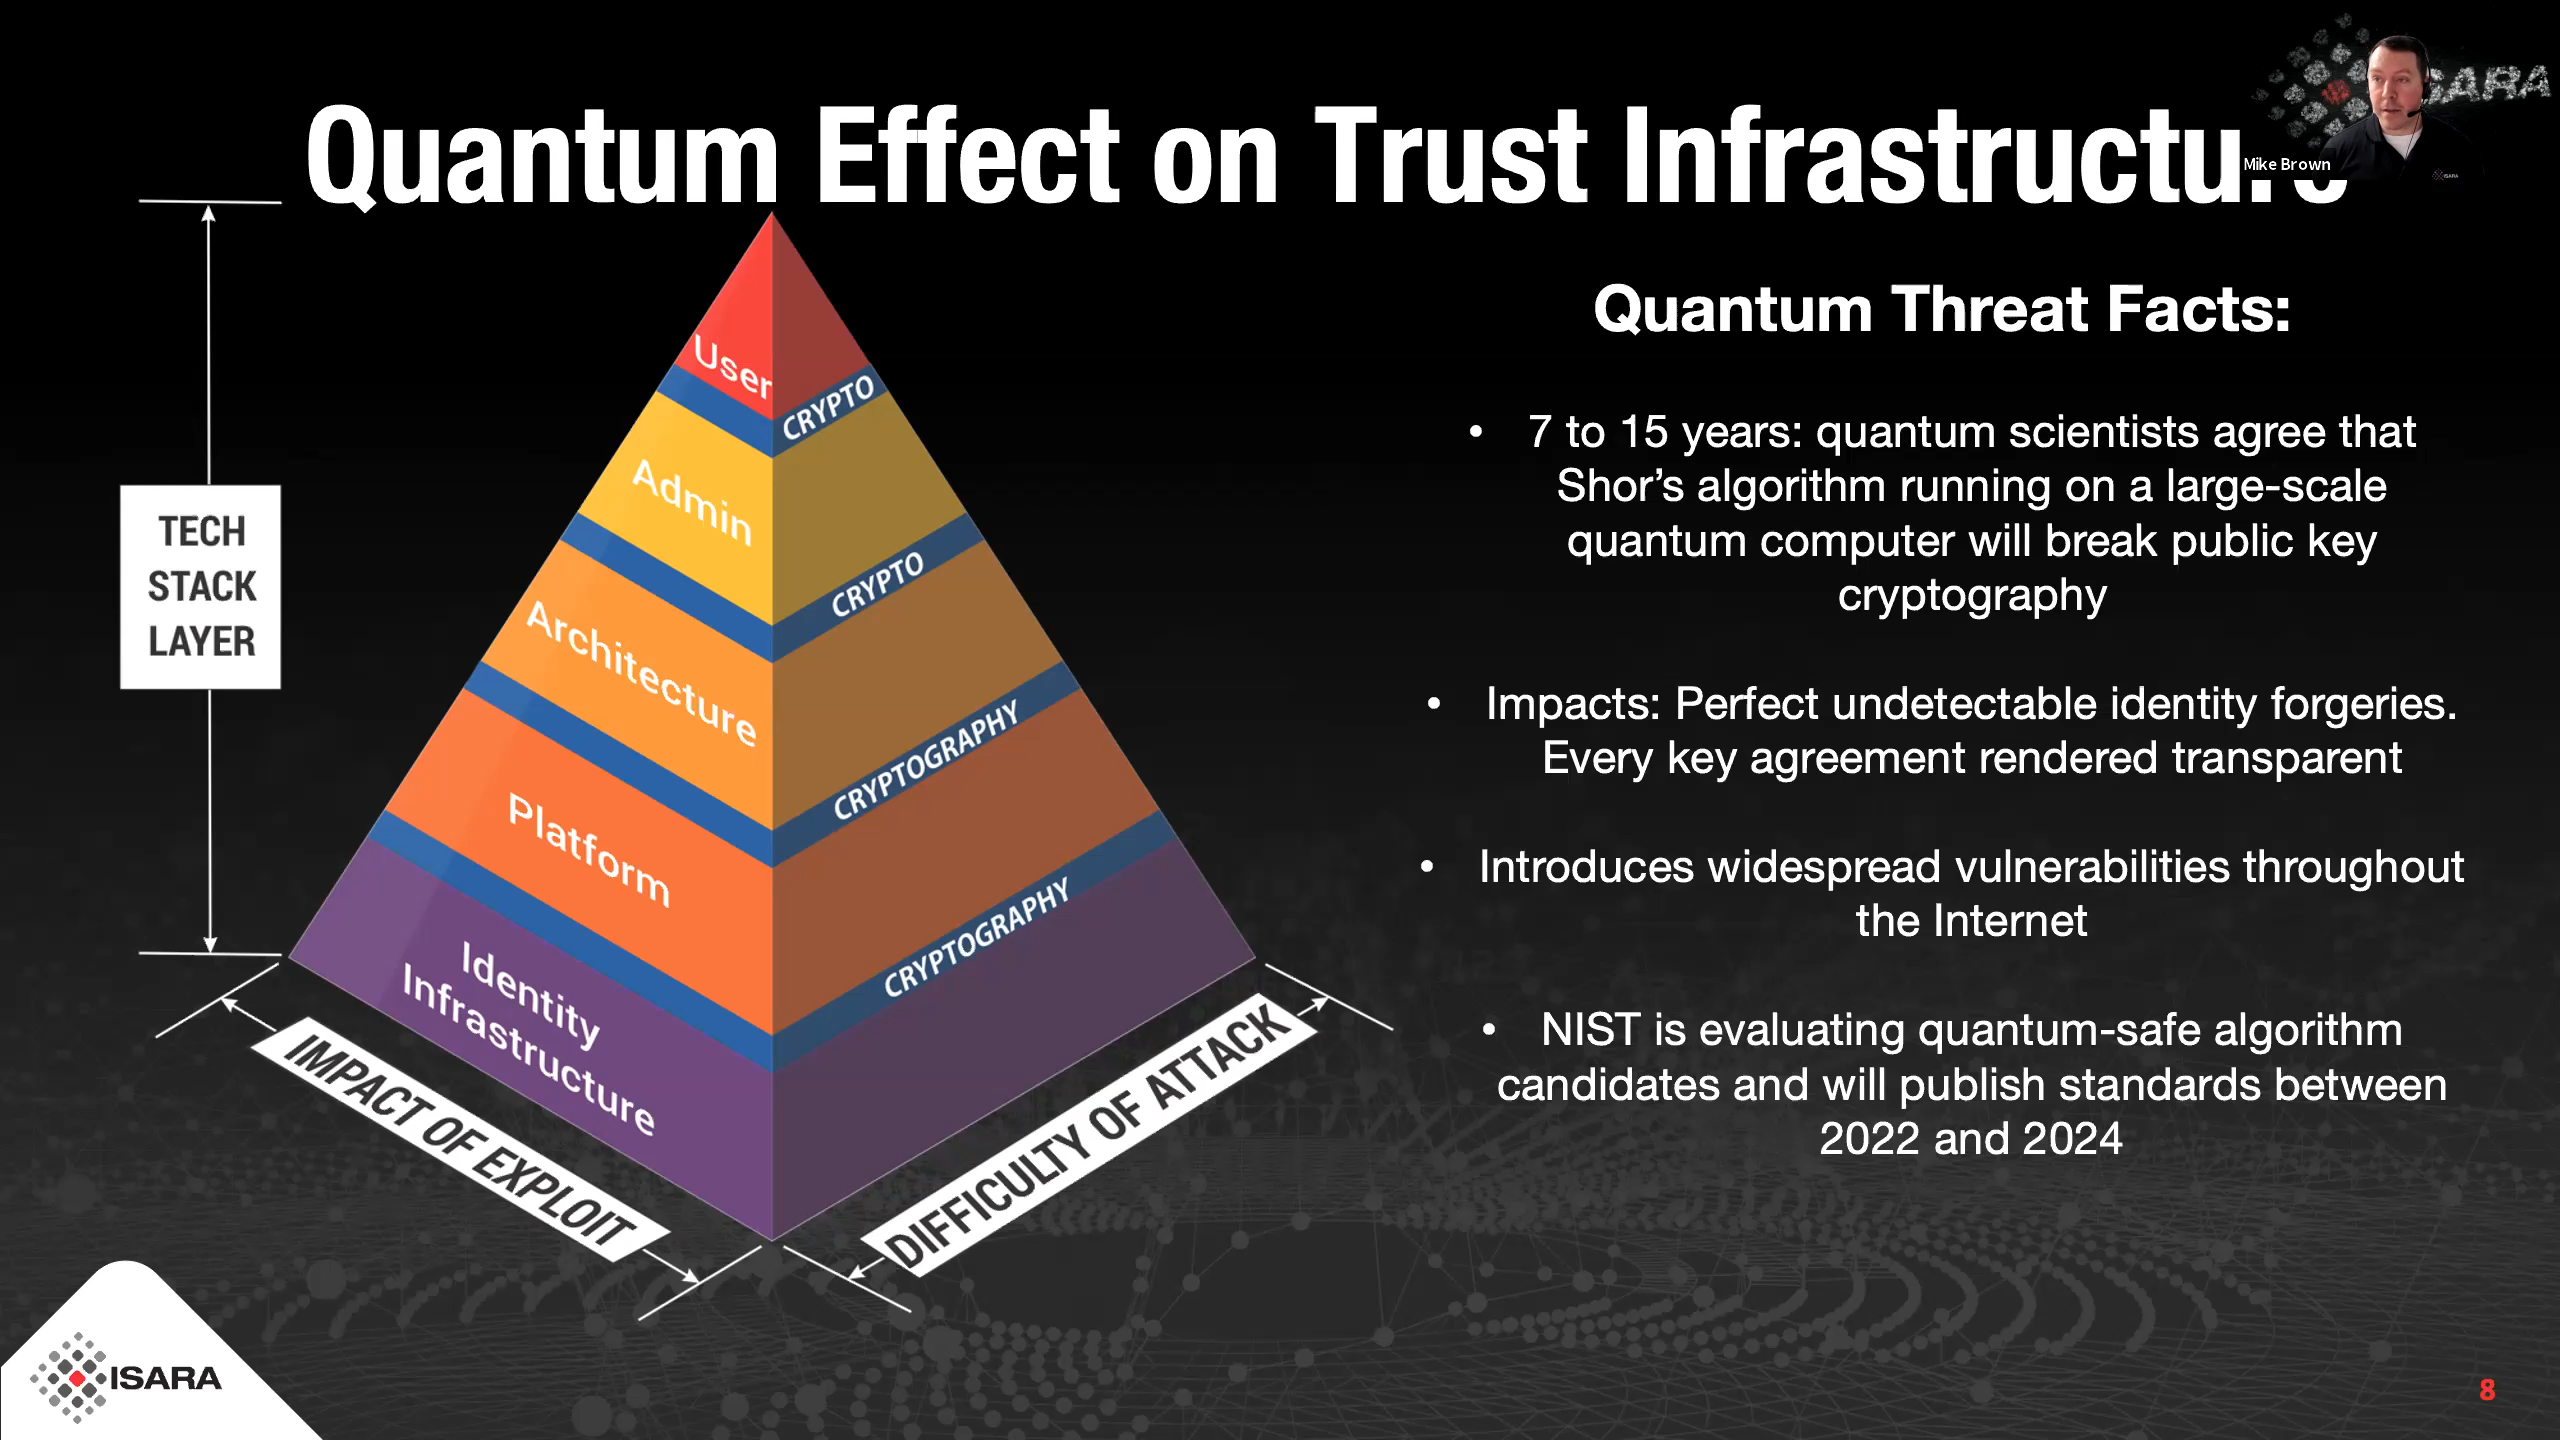 Quantum Effect on Trust Infrastructure
ISARA
Mike Brown
ISARA
Quantum Threat Facts:
• 7 to 15 years: quantum scientists agree that
Shor’s algorithm running on a large-scale
quantum computer will break public key
cryptography
• Impacts: Perfect undetectable identity forgeries.
Every key agreement rendered transparent
• Introduces widespread vulnerabilities throughout
the Internet
• NIST is evaluating quantum-safe algorithm
candidates and will publish standards between
2022 and 2024
TECH
STACK
LAYER
User
CRYPTO
Admin
CRYPTO
Architecture
CRYPTOGRAPHY
Platform
CRYPTOGRAPHY
Identity
Infrastructure
IMPACT OF EXPLOIT
DIFFICULTY OF ATTACK
ISARA
8